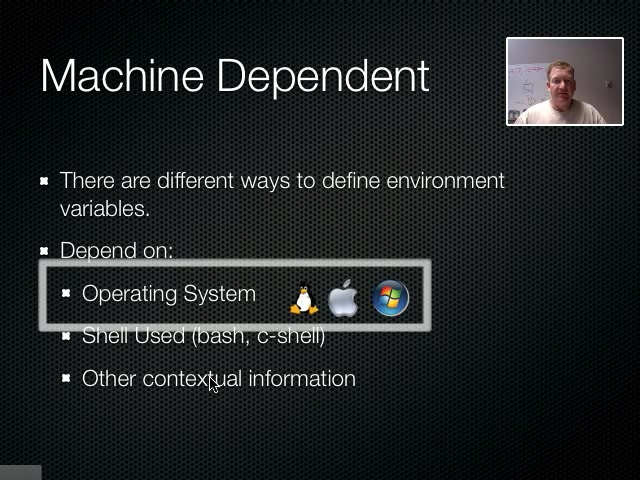 Machine Dependent
There are different ways to define environment
variables.
Depend on:
Operating System
Shell Used (bash, c-shell)
Other contextual information